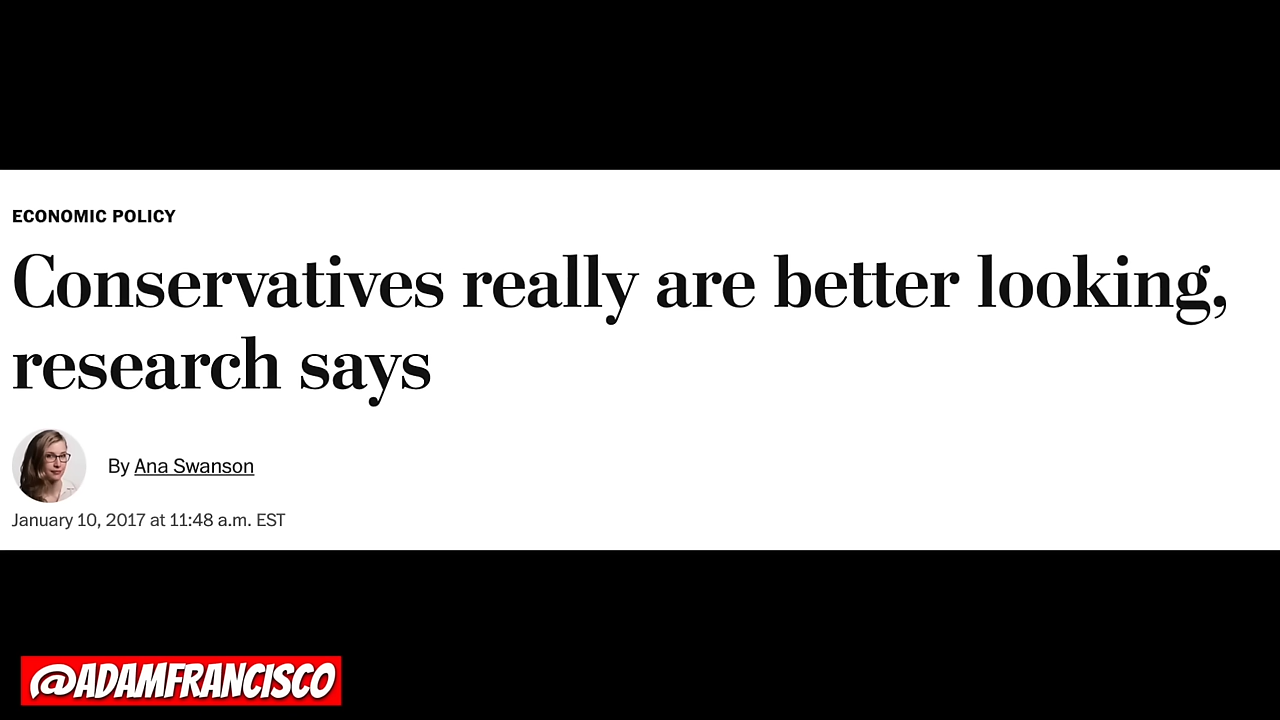 ECONOMIC POLICY
Conservatives really are better looking,
research says
By Ana Swanson
January 10, 2017 at 11:48 a.m. EST
@ADAMFRANCISCO